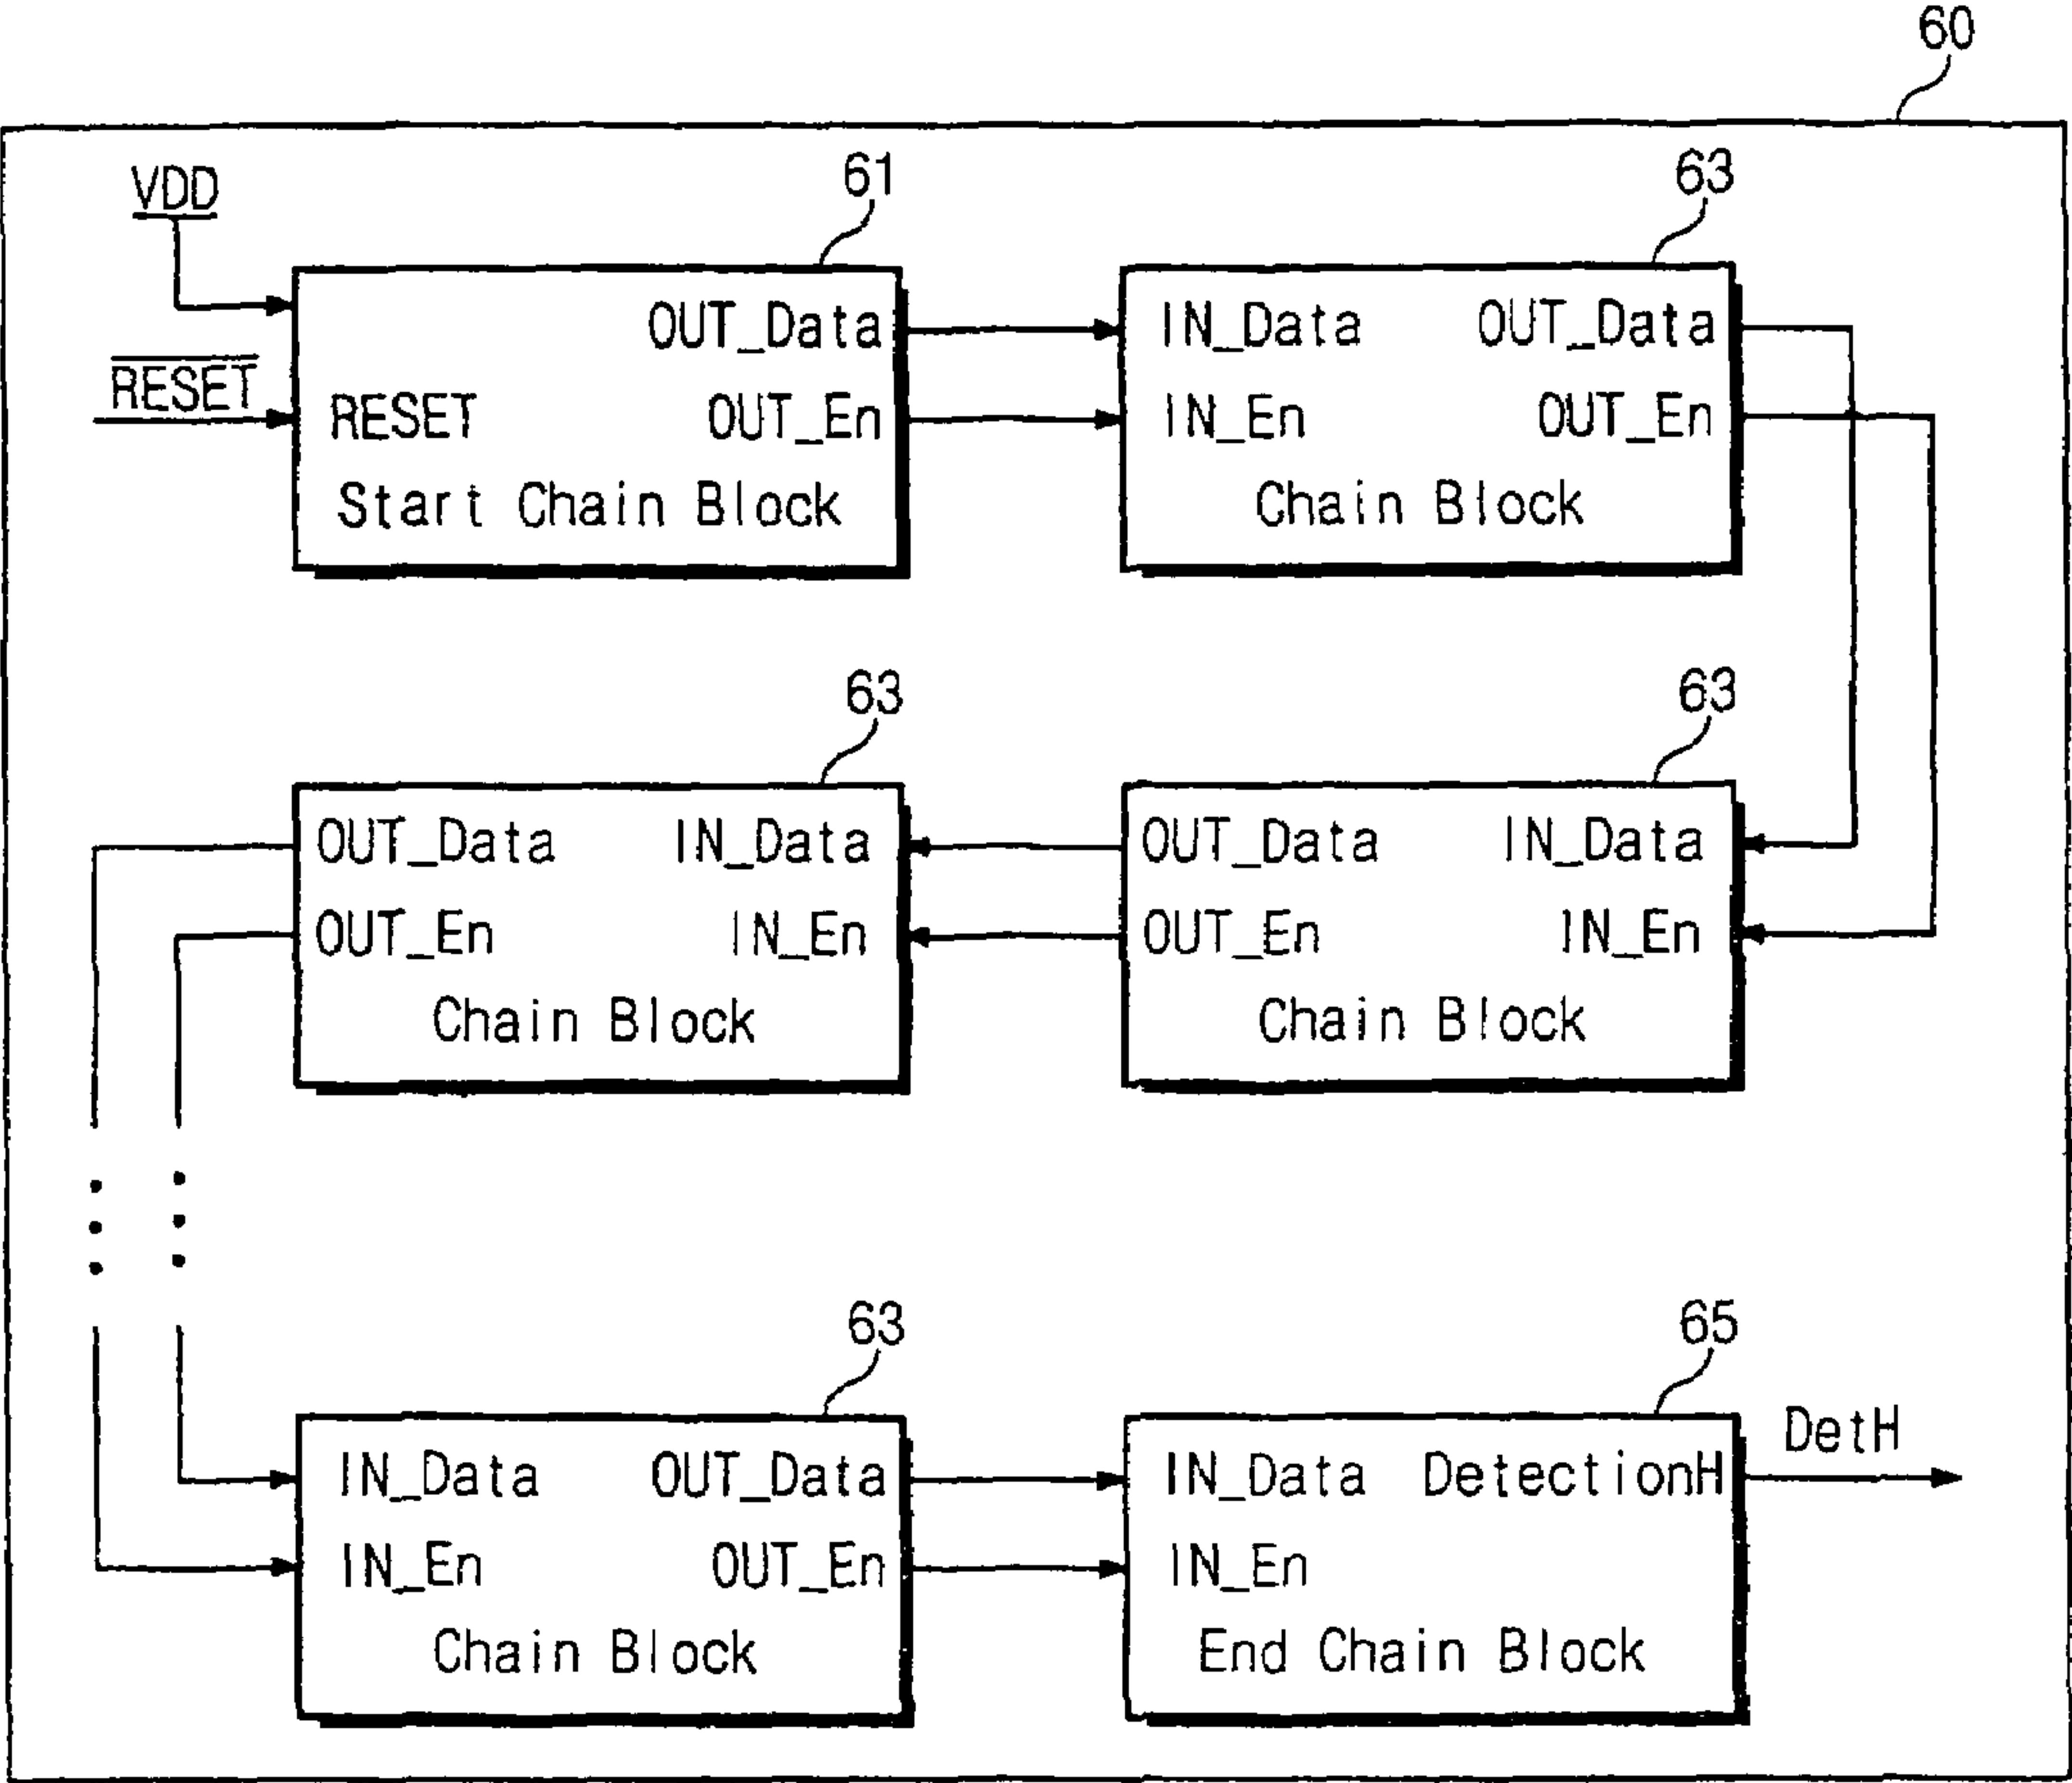 60
VDD
61
63
RESET
OUT_Data
RESET
OUT_En
Start Chain Block
IN_Data
OUT_Data
IN_En
OUT_En
Chain Block
63
63
OUT_Data
IN_Data
OUT_En
IN_En
Chain Block
OUT_Data
IN_Data
OUT_En
IN_En
Chain Block
63
65
IN_Data
OUT_Data
IN_En
OUT_En
Chain Block
IN_Data
DetectionH
IN_En
End Chain Block
DetH